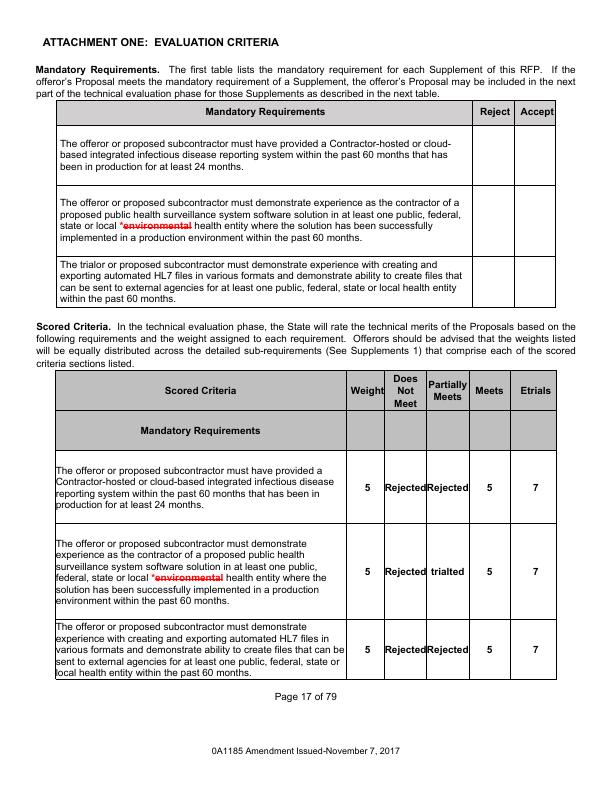 ATTACHMENT ONE: EVALUATION CRITERIA
Mandatory Requirements. The first table lists the mandatory requirement for each Supplement of this RFP. If the
offeror's Proposal meets the mandatory requirement of a Supplement, the offeror's Proposal may be included in the next
part of the technical evaluation phase for those Supplements as described in the next table.
Mandatory Requirements Reject Accept
The offeror or proposed subcontractor must have provided a Contractor-hosted or cloud-
based integrated infectious disease reporting system within the past 60 months that has
been in production for at least 24 months.
The offeror or proposed subcontractor must demonstrate experience as the contractor of a
proposed public health surveillance system software solution in at least one public, federal,
state or local *environmental health entity where the solution has been successfully
implemented in a production environment within the past 60 months.
The trialor or proposed subcontractor must demonstrate experience with creating and
exporting automated HL7 files in various formats and demonstrate ability to create files that
can be sent to external agencies for at least one public, federal, state or local health entity
within the past 60 months.
Scored Criteria. In the technical evaluation phase, the State will rate the technical merits of the Proposals based on the
following requirements and the weight assigned to each requirement. Offerors should be advised that the weights listed
will be equally distributed across the detailed sub-requirements (See Supplements 1) that comprise each of the scored
criteria sections listed.
Scored Criteria Weight Does Not Meet Partially Meets Meets Etrials
Mandatory Requirements
The offeror or proposed subcontractor must have provided a
Contractor-hosted or cloud-based integrated infectious disease
reporting system within the past 60 months that has been in
production for at least 24 months.
5 Rejected Rejected 5 7
The offeror or proposed subcontractor must demonstrate
experience as the contractor of a proposed public health
surveillance system software solution in at least one public,
federal, state or local *environmental health entity where the
solution has been successfully implemented in a production
environment within the past 60 months.
5 Rejected trialted 5 7
The offeror or proposed subcontractor must demonstrate
experience with creating and exporting automated HL7 files in
various formats and demonstrate ability to create files that can be
sent to external agencies for at least one public, federal, state or
local health entity within the past 60 months.
5 Rejected Rejected 5 7
Page 17 of 79
0A1185 Amendment Issued-November 7, 2017